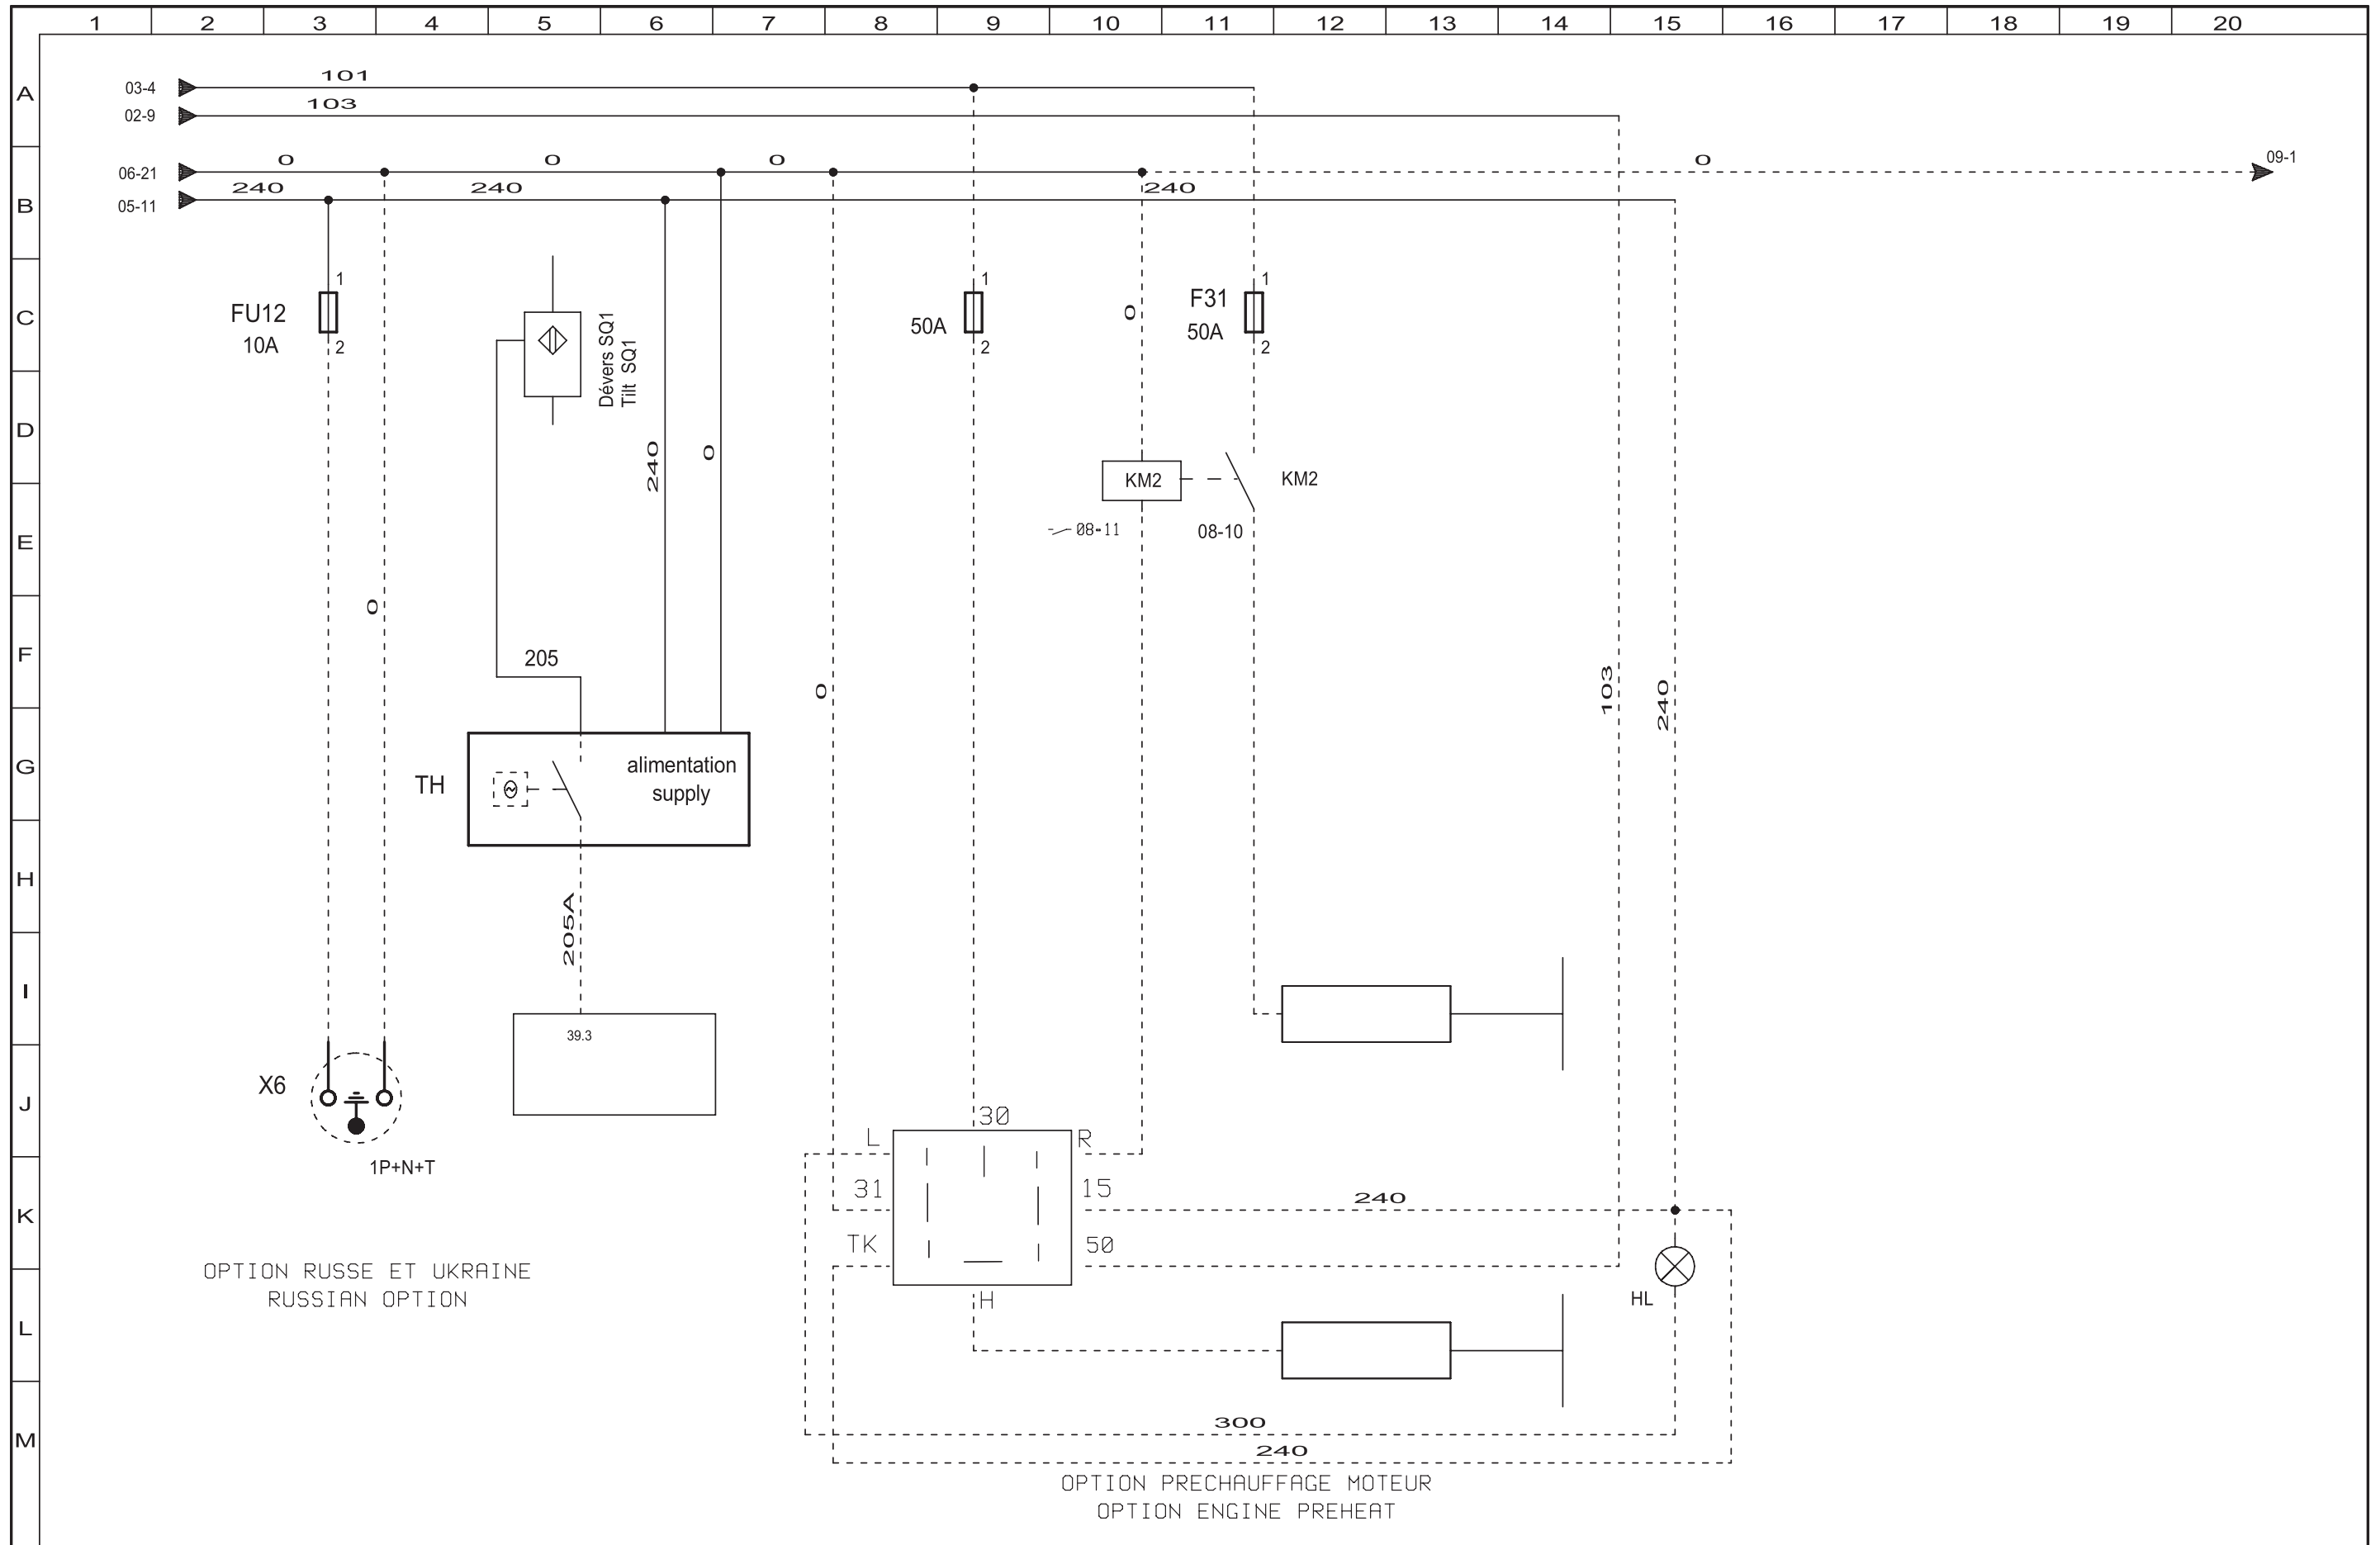 1 2 3 4 5 6 7 8 9 10 11 12 13 14 15 16 17 18 19 20
A
03-4
101
02-9
103
06-21
0
0
0
0
09-1
B
05-11
240
240
240
C
FU12
10A
1
2
Dévers SQ1
Tilt SQ1
50A
1
2
0
F31
50A
1
2
D
240
0
KM2
KM2
E
08-11
08-10
0
F
205
0
103
240
G
TH
alimentation
supply
H
205A
I
39.3
J
X6
1P+N+T
30
L
R
K
31
15
240
TK
50
H
HL
OPTION RUSSE ET UKRAINE
RUSSIAN OPTION
L
M
300
240
OPTION PRECHAUFFAGE MOTEUR
OPTION ENGINE PREHEAT